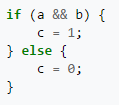 if (a && b) {
    c = 1;
} else {
    c = 0;
}